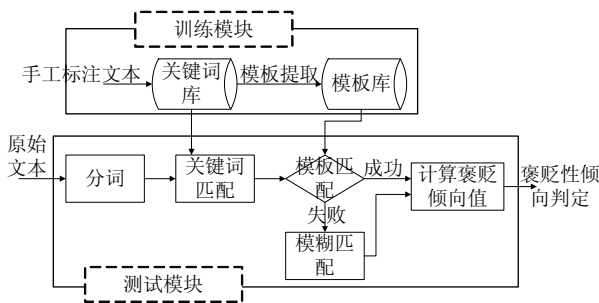 训练模块
手工标注文本
关键词
库
模板提取
模板库
原始
文本
分词
关键词
匹配
模板匹
配
成功
计算褒贬
倾向值
褒贬性倾
向判定
失败
模糊匹
配
测试模块